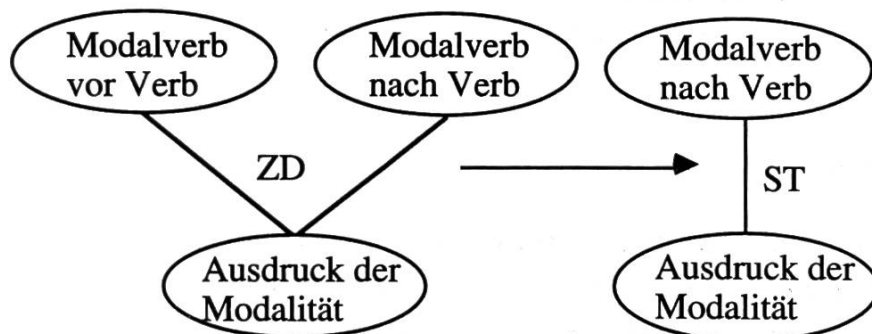 Modalverb
vor Verb
Modalverb
nach Verb
Modalverb
nach Verb
ZD
ST
Ausdruck der
Modalität
Ausdruck der
Modalität